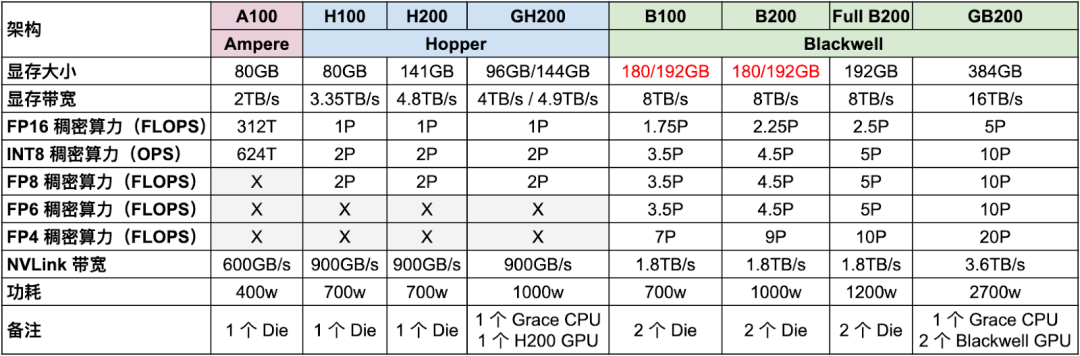 架构 A100 H100 H200 GH200 B100 B200 Full B200 GB200
Ampere Hopper Blackwell
显存大小 80GB 80GB 141GB 96GB/144GB 180/192GB 180/192GB 192GB 384GB
显存带宽 2TB/s 3.35TB/s 4.8TB/s 4TB/s / 4.9TB/s 8TB/s 8TB/s 8TB/s 16TB/s
FP16 稠密算力（FLOPS） 312T 1P 1P 1P 1.75P 2.25P 2.5P 5P
INT8 稠密算力（OPS） 624T 2P 2P 2P 3.5P 4.5P 5P 10P
FP8 稠密算力（FLOPS） X 2P 2P 2P 3.5P 4.5P 5P 10P
FP6 稠密算力（FLOPS） X X X X 3.5P 4.5P 5P 10P
FP4 稠密算力（FLOPS） X X X X 7P 9P 10P 20P
NVLink 带宽 600GB/s 900GB/s 900GB/s 900GB/s 1.8TB/s 1.8TB/s 1.8TB/s 3.6TB/s
功耗 400w 700w 700w 1000w 700w 1000w 1200w 2700w
备注 1 个 Die 1 个 Die 1 个 Die 1 个 Grace CPU 2 个 Die 2 个 Die 2 个 Die 1 个 Grace CPU
1 个 H200 GPU 2 个 Blackwell GPU